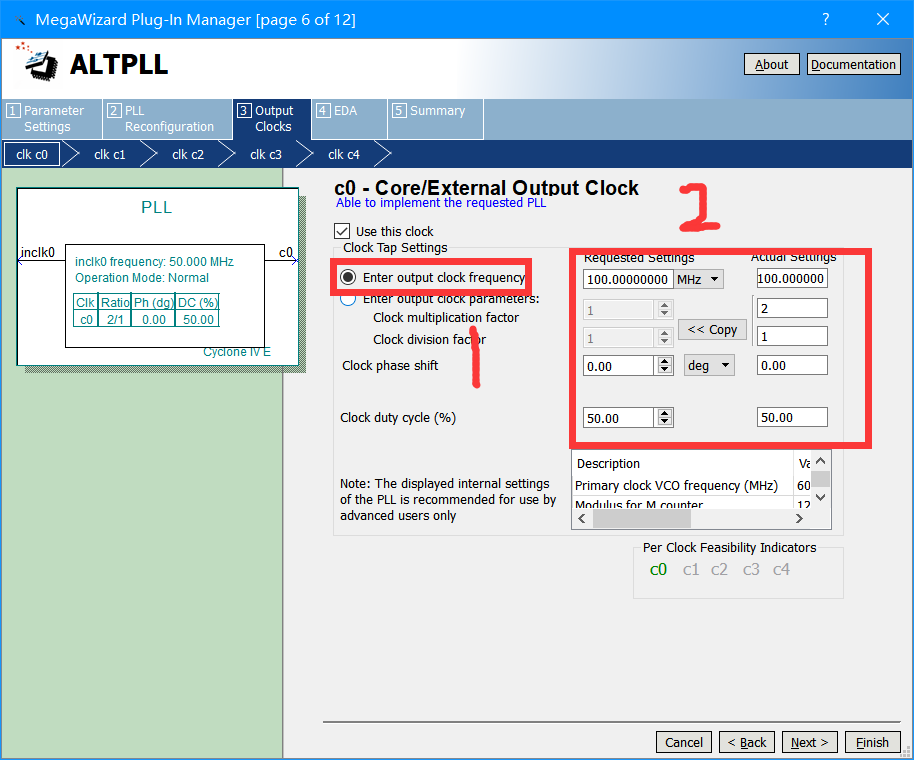 MegaWizard Plug-In Manager [page 6 of 12]
?
ALTPLL
About
Documentation
1 Parameter Settings
2 PLL Reconfiguration
3 Output Clocks
4 EDA
5 Summary
clk c0
clk c1
clk c2
clk c3
clk c4
PLL
inclk0
c0
inclk0 frequency: 50.000 MHz
Operation Mode: Normal
Clk Ratio Ph (dg) DC (%)
c0 2/1 0.00 50.00
Cyclone IV E
c0 - Core/External Output Clock
Able to implement the requested PLL
2
Use this clock
Clock Tap Settings
Requested Settings
Actual Settings
Enter output clock frequency
100.00000000 MHz
100.000000
Enter output clock parameters:
Clock multiplication factor
1
2
<< Copy
Clock division factor
1
1
1
Clock phase shift
0.00
deg
0.00
Clock duty cycle (%)
50.00
50.00
Note: The displayed internal settings
of the PLL is recommended for use by
advanced users only
Description
Primary clock VCO frequency (MHz) 60
Modulus for M counter 12
Per Clock Feasibility Indicators
c0 c1 c2 c3 c4
Cancel
< Back
Next >
Finish